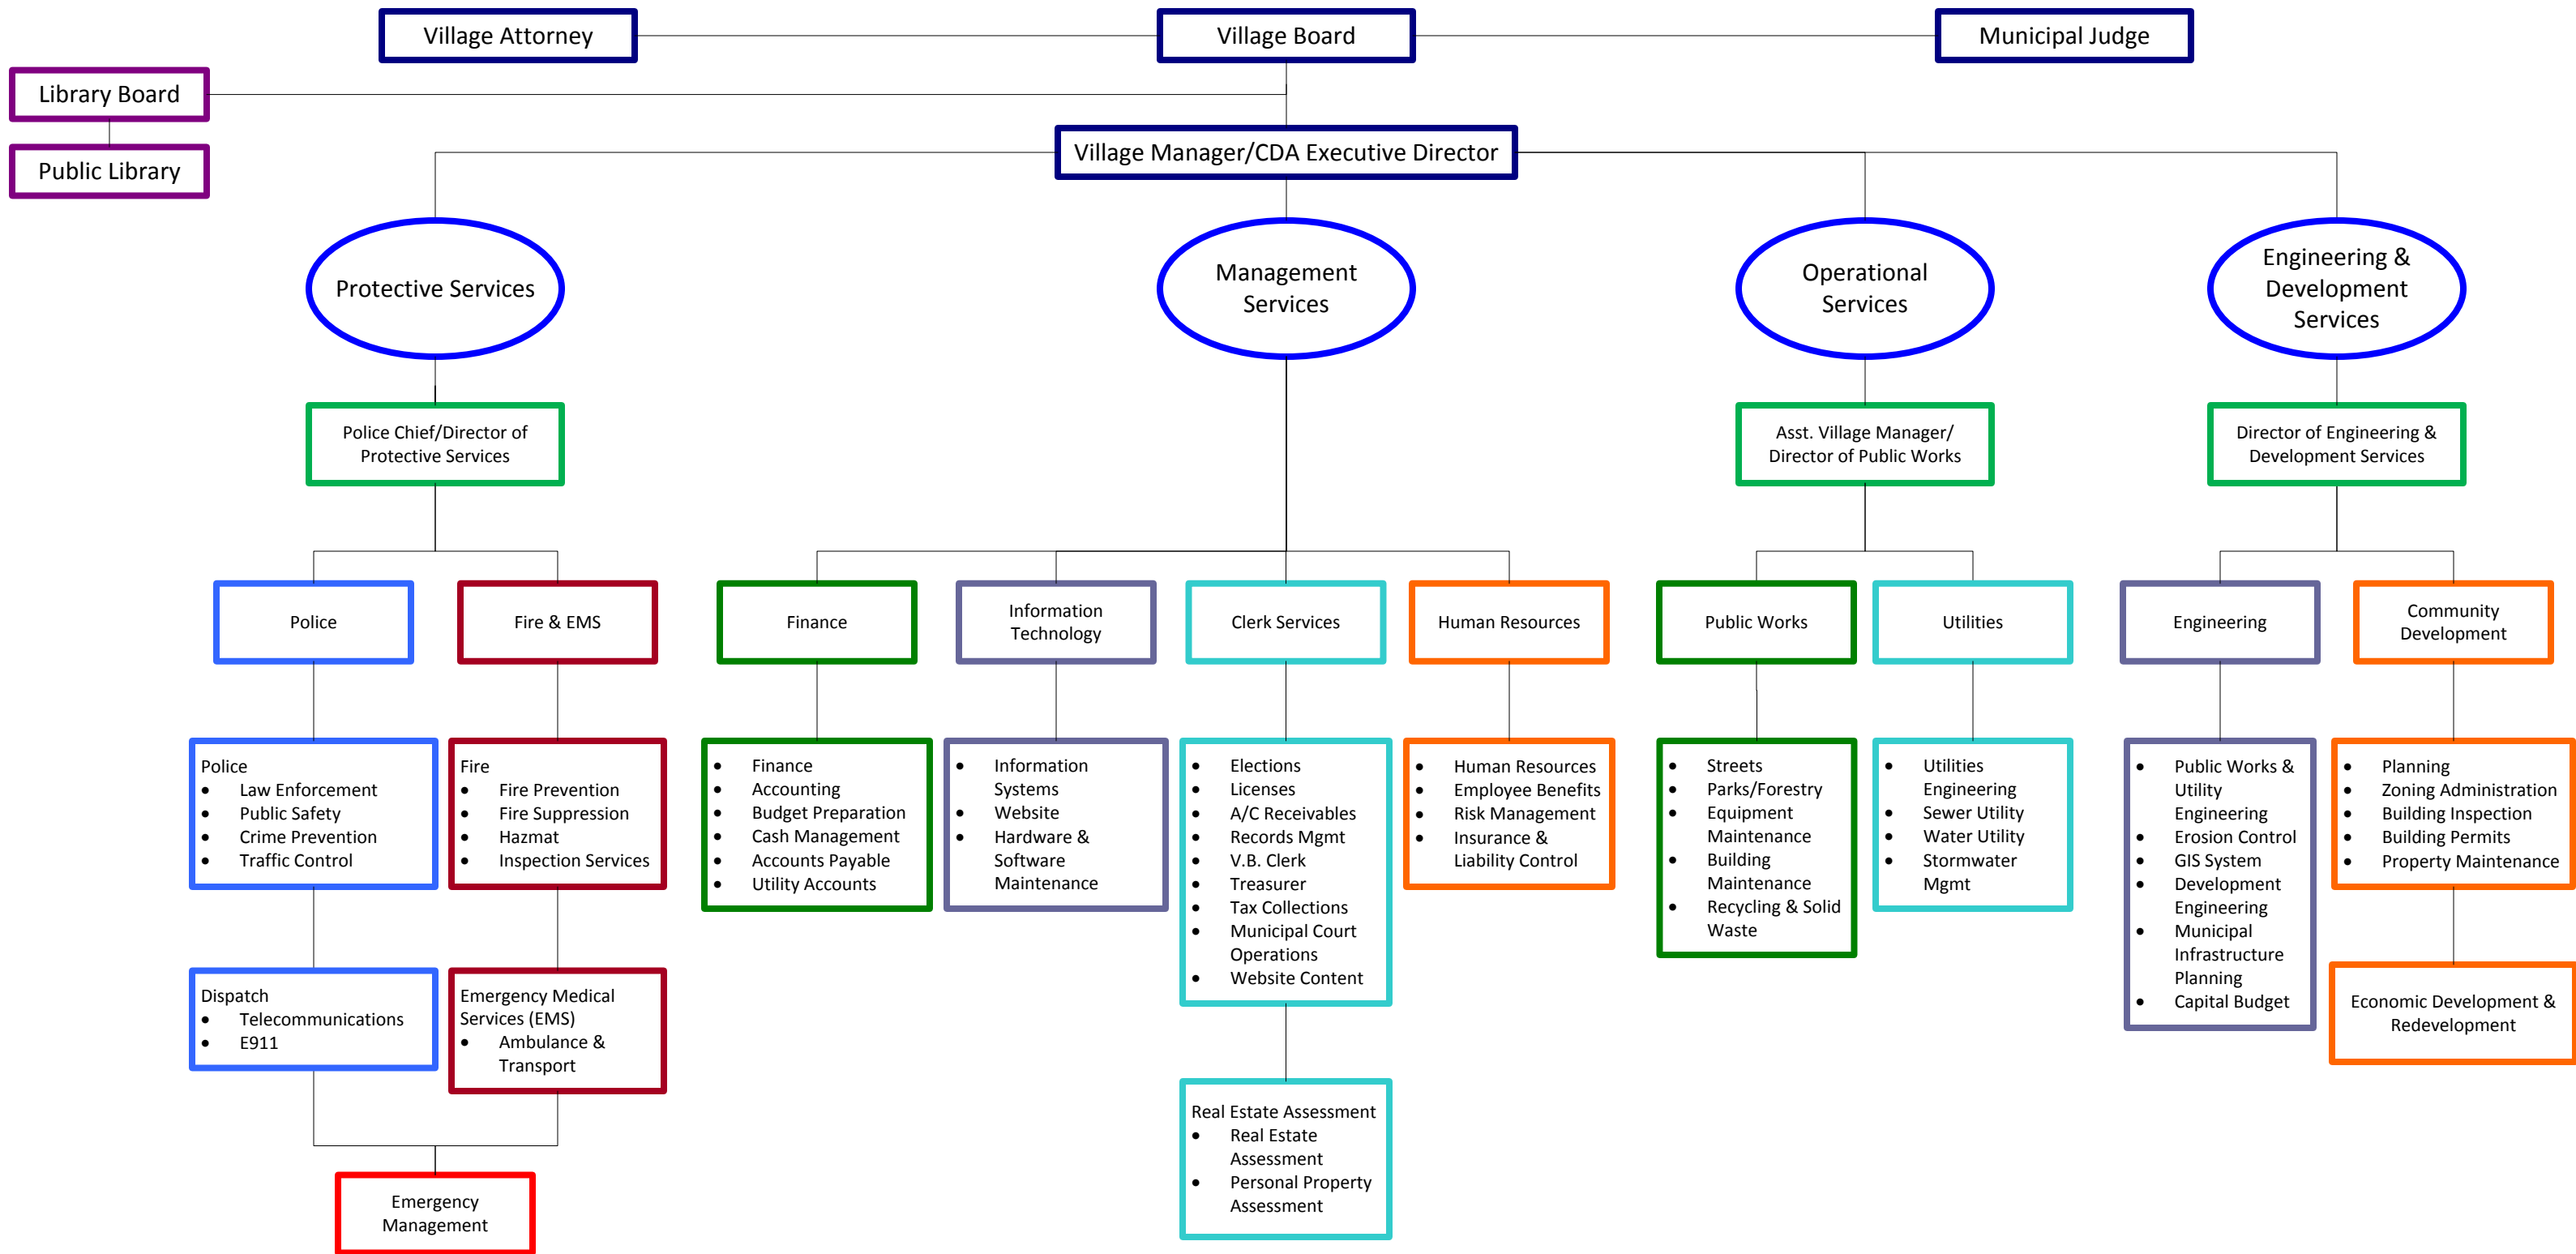 Village Attorney
Village Board
Municipal Judge
Library Board
Public Library
Village Manager/CDA Executive Director
Protective Services
Management
Services
Operational
Services
Engineering &
Development
Services
Police Chief/Director of
Protective Services
Asst. Village Manager/
Director of Public Works
Director of Engineering &
Development Services
Police
Fire & EMS
Finance
Information
Technology
Clerk Services
Human Resources
Public Works
Utilities
Engineering
Community
Development
Police
• Law Enforcement
• Public Safety
• Crime Prevention
• Traffic Control
Fire
• Fire Prevention
• Fire Suppression
• Hazmat
• Inspection Services
• Finance
• Accounting
• Budget Preparation
• Cash Management
• Accounts Payable
• Utility Accounts
• Information
Systems
• Website
• Hardware &
Software
Maintenance
• Elections
• Licenses
• A/C Receivables
• Records Mgmt
• V.B. Clerk
• Treasurer
• Tax Collections
• Municipal Court
Operations
• Website Content
• Human Resources
• Employee Benefits
• Risk Management
• Insurance &
Liability Control
• Streets
• Parks/Forestry
• Equipment
Maintenance
• Building
Maintenance
• Recycling & Solid
Waste
• Utilities
Engineering
• Sewer Utility
• Water Utility
• Stormwater
Mgmt
• Public Works &
Utility
Engineering
• Erosion Control
• GIS System
• Development
Engineering
• Municipal
Infrastructure
Planning
• Capital Budget
• Planning
• Zoning Administration
• Building Inspection
• Building Permits
• Property Maintenance
Dispatch
• Telecommunications
• E911
Emergency Medical
Services (EMS)
• Ambulance &
Transport
Economic Development &
Redevelopment
Real Estate Assessment
• Real Estate
Assessment
• Personal Property
Assessment
Emergency
Management